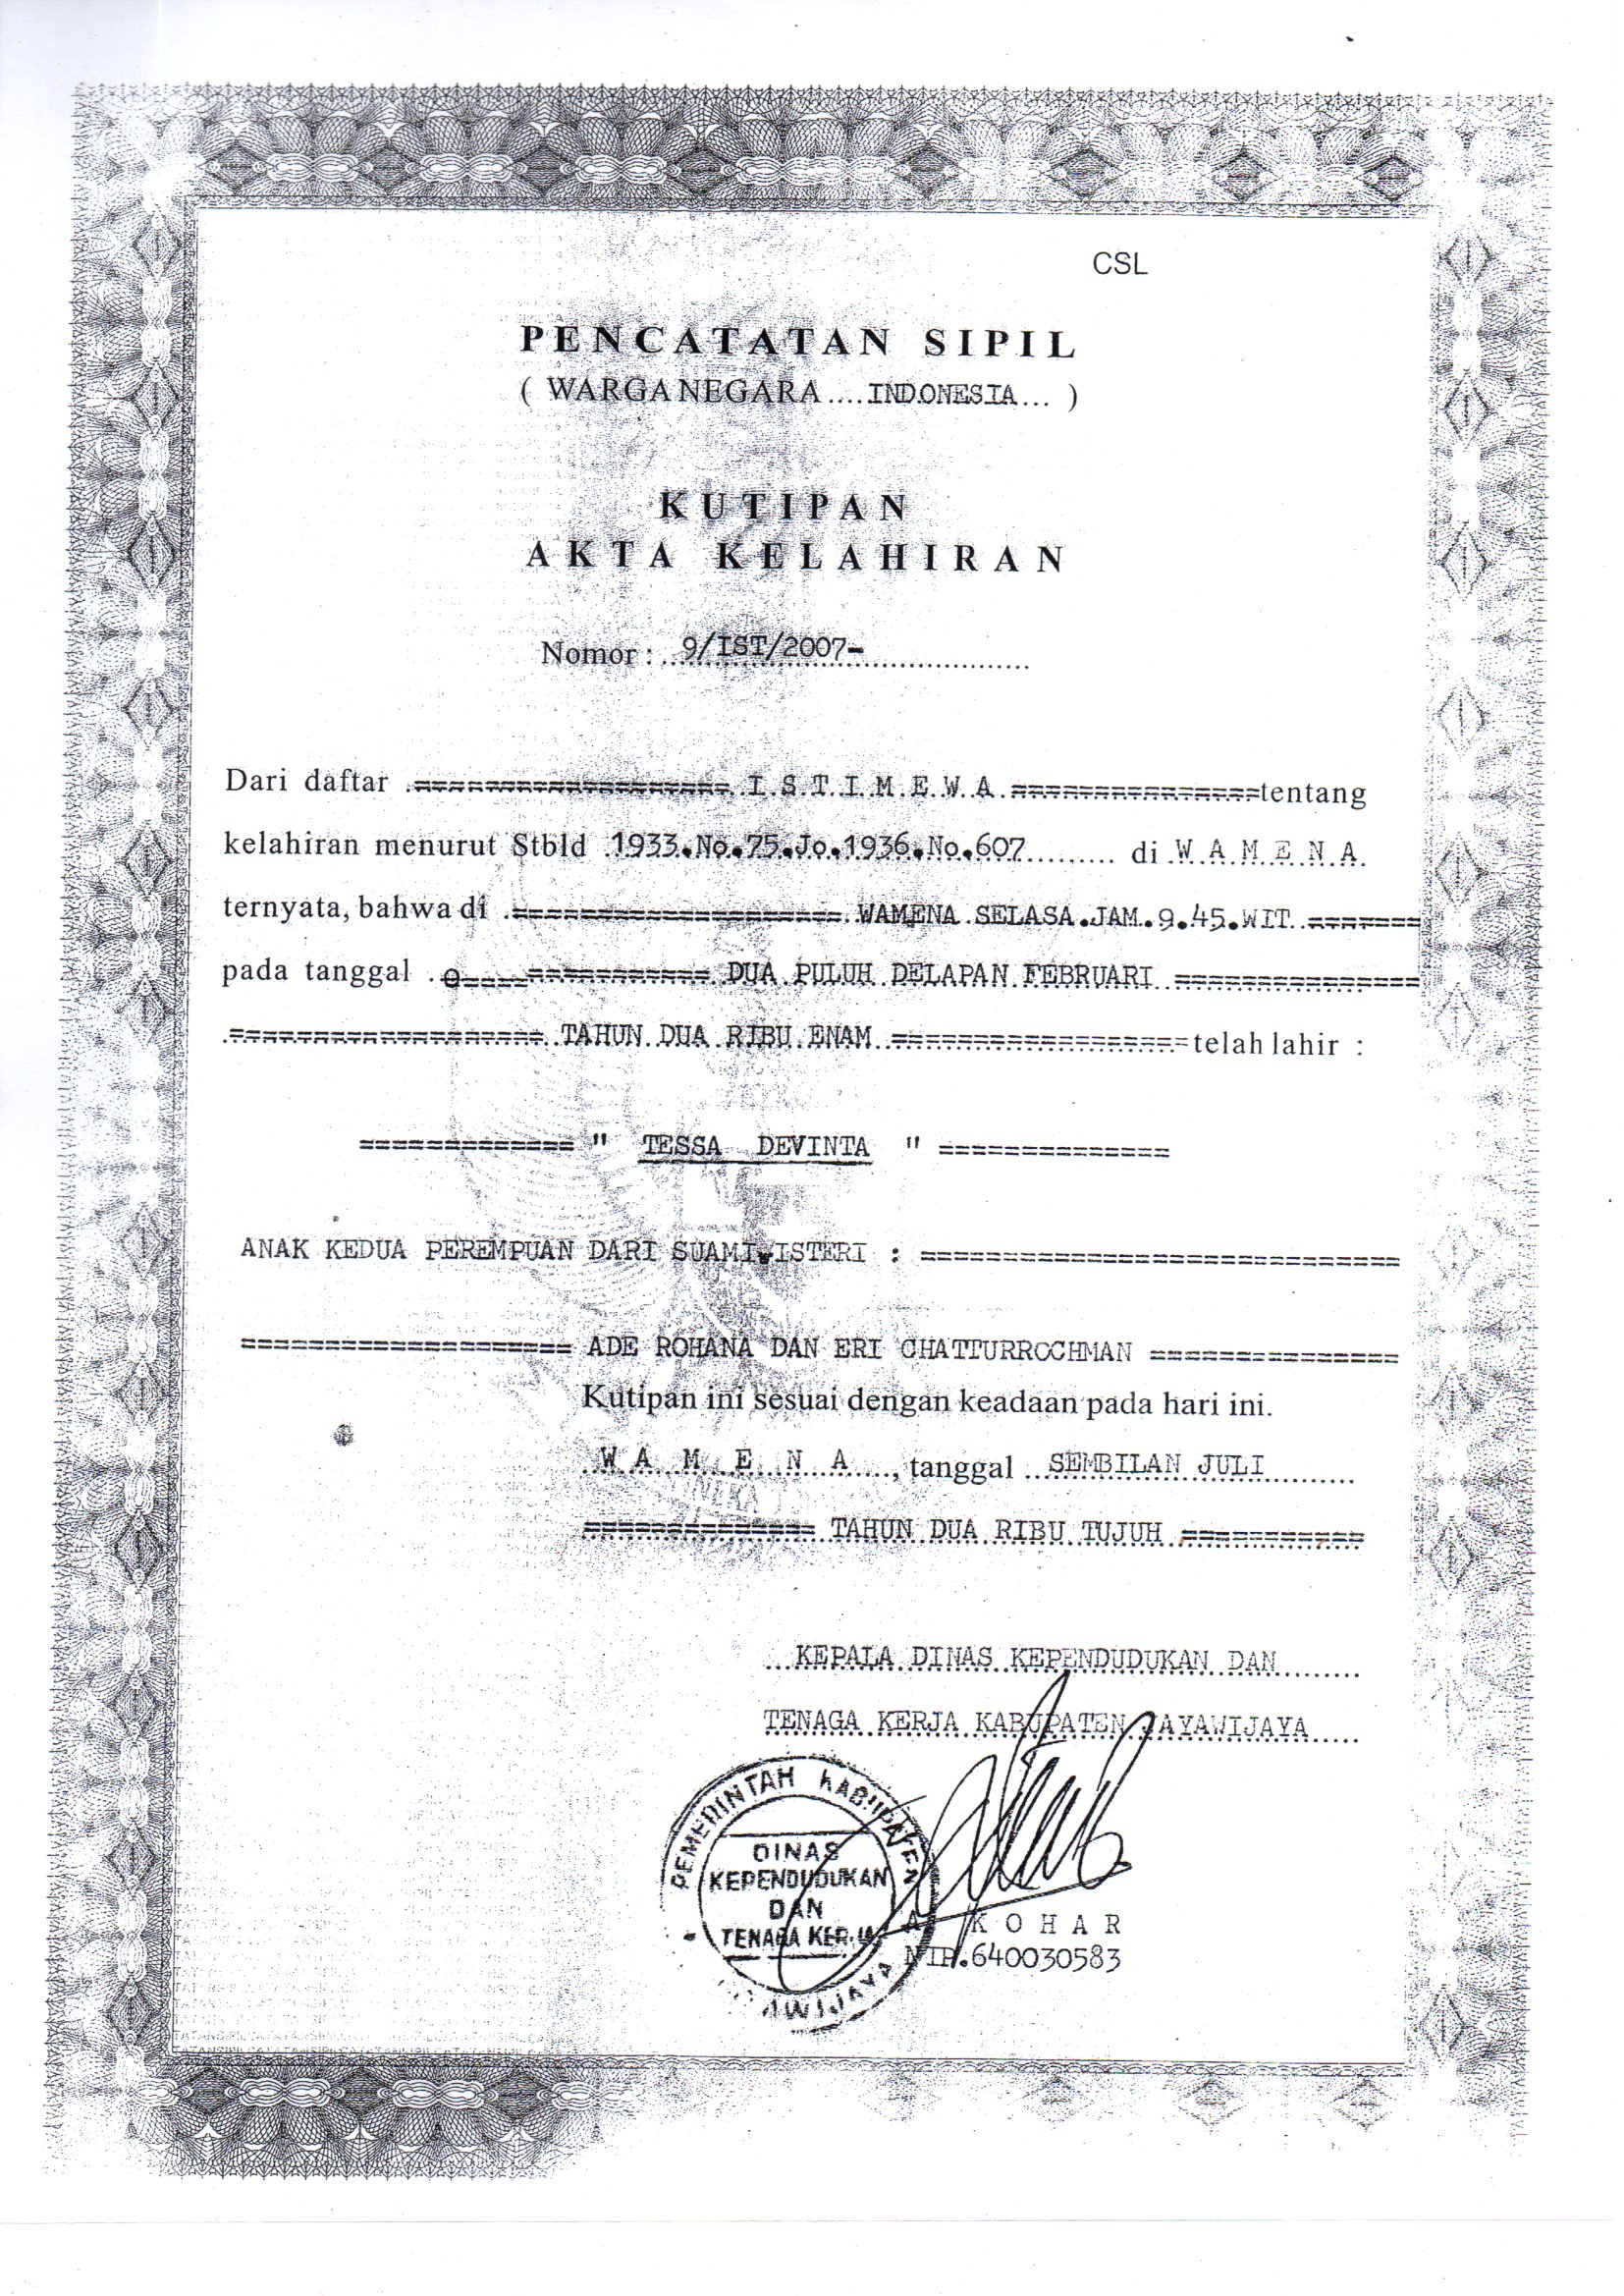 CSL
PENCATATAN SIPIL
( WARGA NEGARA ....INDONESIA... )
KUTIPAN
AKTA KELAHIRAN
Nomor : ..9/IST/2007-....................
Dari daftar =================== I S T I M E W A ===============tentang
kelahiran menurut Stbld .1933.No.75.Jo.1936.No.607......... di .W.A.M.E.N.A.
ternyata, bahwa di .==================== WAMENA SELASA.JAM.9.45.WIT. =======
pada tanggal .o================ DUA PULUH DELAPAN FEBRUARI ===============
.=================== TAHUN DUA RIBU ENAM ==================telah lahir :
============= " TESSA DEVINTA " ==============
ANAK KEDUA PEREMPUAN DARI SUAMI-ISTERI : =============================
==================== ADE ROHANA DAN ERI CHATTURROCHMAN ===============
Kutipan ini sesuai dengan keadaan pada hari ini.
..W A M E N A...., tanggal ..SEMBILAN JULI.........
============== TAHUN DUA RIBU TUJUH ===========
...KEPALA DINAS KEPENDUDUKAN DAN........
TENAGA KERJA KABUPATEN JAYAWIJAYA.....
PEMERINTAH KABUPATEN
DINAS
KEPENDUDUKAN
DAN
TENAGA KERJA
A. KOHAR
NIP.640030583